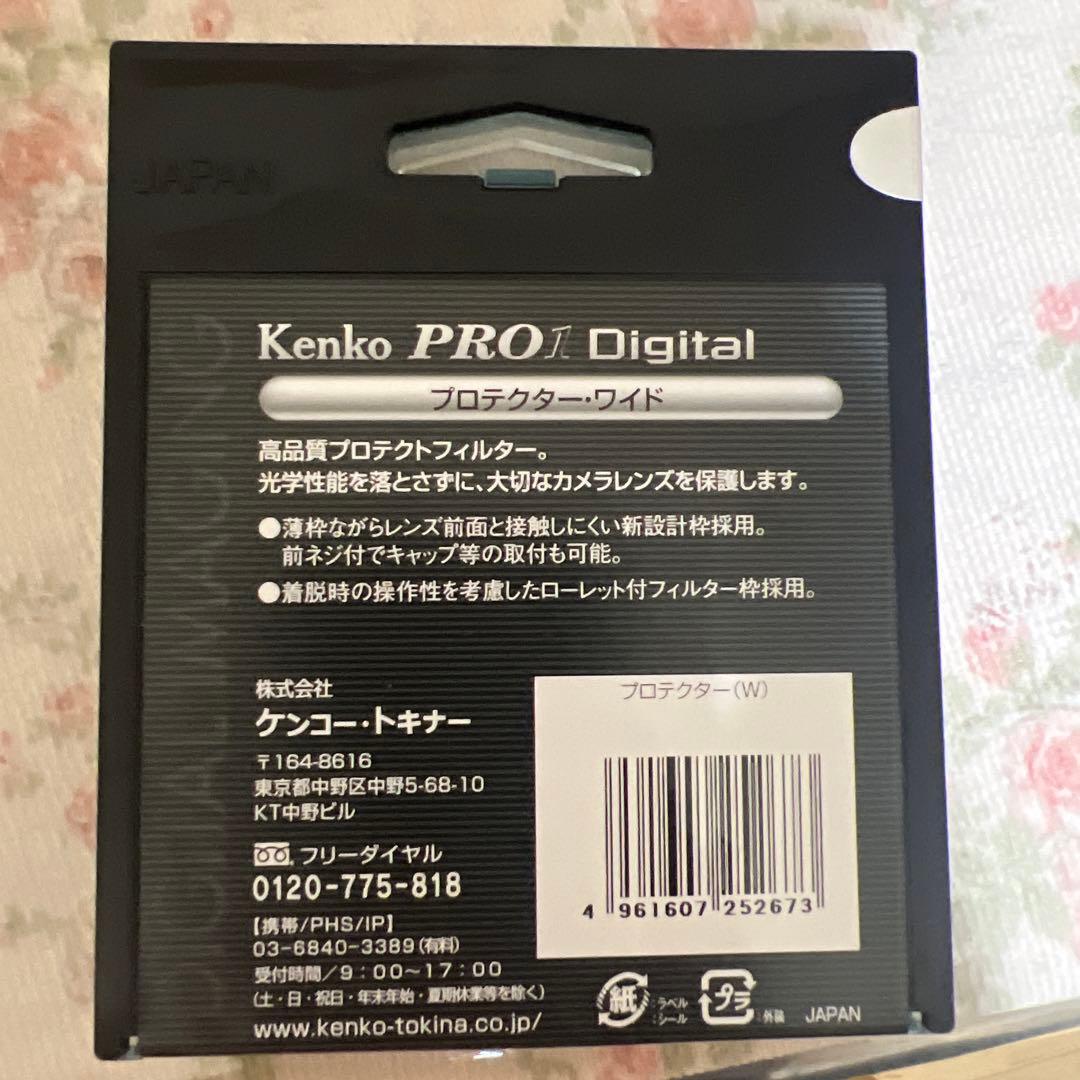 JAPAN
Kenko PRO1 Digital
プロテクター・ワイド
高品質プロテクトフィルター。
光学性能を落とさずに、大切なカメラレンズを保護します。
●薄枠ながらレンズ前面と接触しにくい新設計枠採用。
前ネジ付でキャップ等の取付も可能。
●着脱時の操作性を考慮したローレット付フィルター枠採用。
株式会社
ケンコー・トキナー
〒164-8616
東京都中野区中野5-68-10
KT中野ビル
フリーダイヤル
0120-775-818
【携帯/PHS/IP】
03-6840-3389(有料)
受付時間/9:00〜17:00
(土・日・祝日・年末年始・夏期休業等を除く)
www.kenko-tokina.co.jp/
プロテクター(W)
4 961607 252673
紙 :ラベル
:シール
プラ :外装
JAPAN